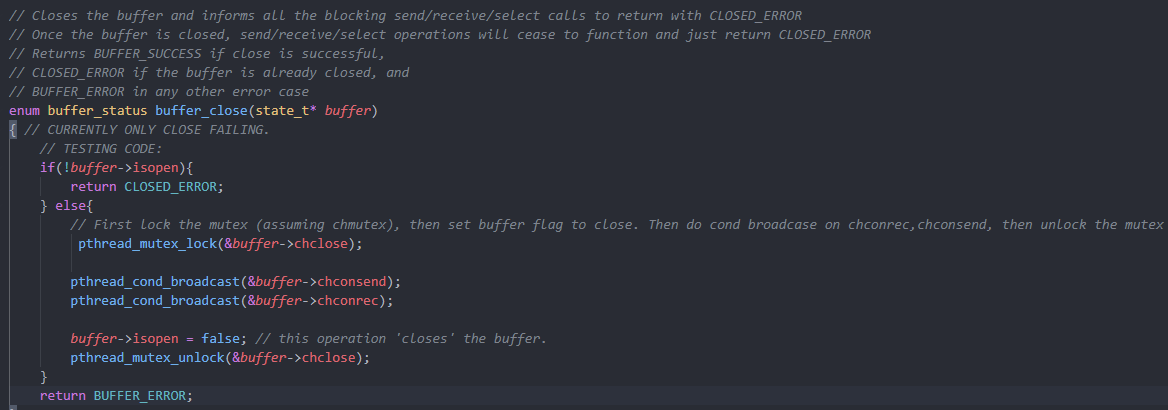 // Closes the buffer and informs all the blocking send/receive/select calls to return with CLOSED_ERROR
// Once the buffer is closed, send/receive/select operations will cease to function and just return CLOSED_ERROR
// Returns BUFFER_SUCCESS if close is successful,
// CLOSED_ERROR if the buffer is already closed, and
// BUFFER_ERROR in any other error case
enum buffer_status buffer_close(state_t* buffer)
{ // CURRENTLY ONLY CLOSE FAILING.
    // TESTING CODE:
    if(!buffer->isopen){
        return CLOSED_ERROR;
    } else{
        // First lock the mutex (assuming chmutex), then set buffer flag to close. Then do cond broadcase on chconrec,chconsend, then unlock the mutex
         pthread_mutex_lock(&buffer->chclose);
        pthread_cond_broadcast(&buffer->chconsend);
        pthread_cond_broadcast(&buffer->chconrec);
        buffer->isopen = false; // this operation 'closes' the buffer.
        pthread_mutex_unlock(&buffer->chclose);
    }
    return BUFFER_ERROR;